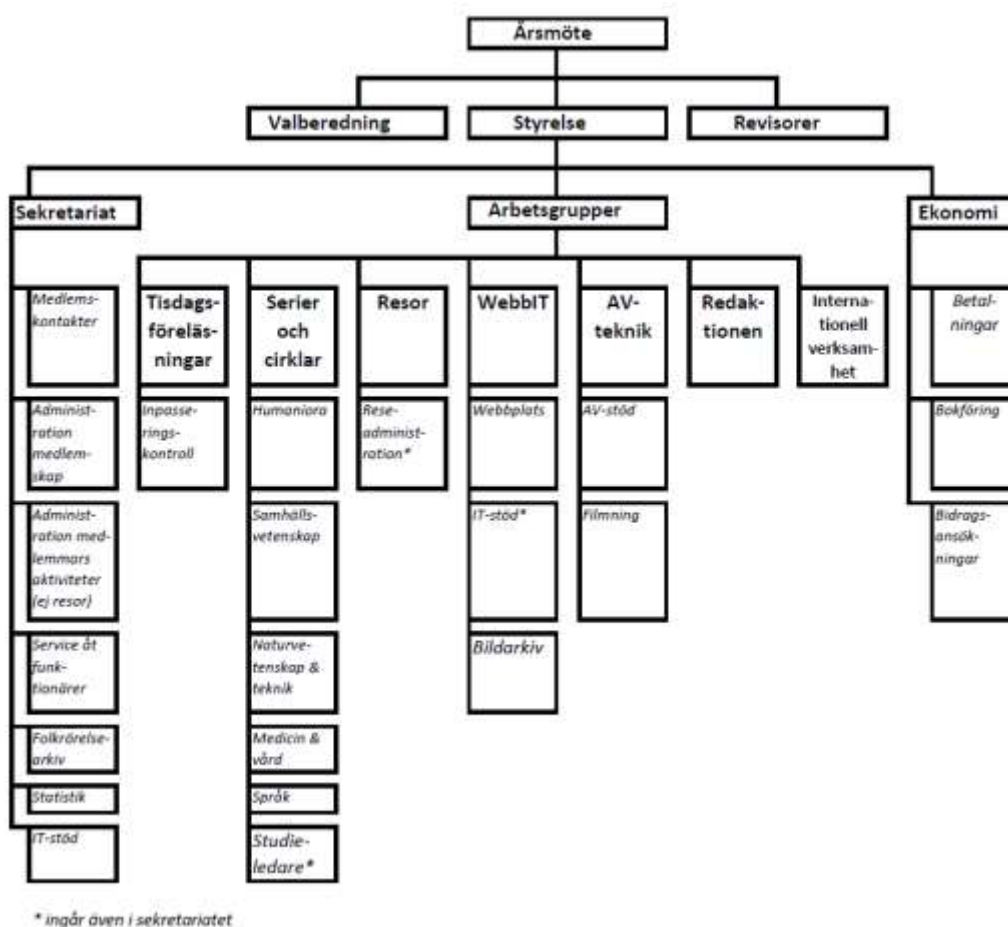 Årsmöte
Valberedning
Styrelse
Revisorer
Sekretariat
Arbetsgrupper
Ekonomi
Medlems-
kontakter
Administ-
ration
medlem-
skap
Administ-
ration med-
lemmars
aktiviteter
(ej resor)
Service åt
funk-
tionärer
Folkrörelse-
arkiv
Statistik
IT-stöd
Tisdags-
föreläs-
ningar
Inpasse-
rings-
kontroll
Serier
och
cirklar
Humaniora
Samhälls-
vetenskap
Naturve-
tenskap &
teknik
Medicin &
vård
Språk
Studie-
ledare*
Resor
Rese-
administ-
ration*
WebbIT
Webbplats
IT-stöd*
Bildarkiv
AV-
teknik
AV-stöd
Filmning
Redak-
tionen
Interna-
tionell
verksam-
het
Betal-
ningar
Bokföring
Bidrags-
ansök-
ningar
* ingår även i sekretariatet